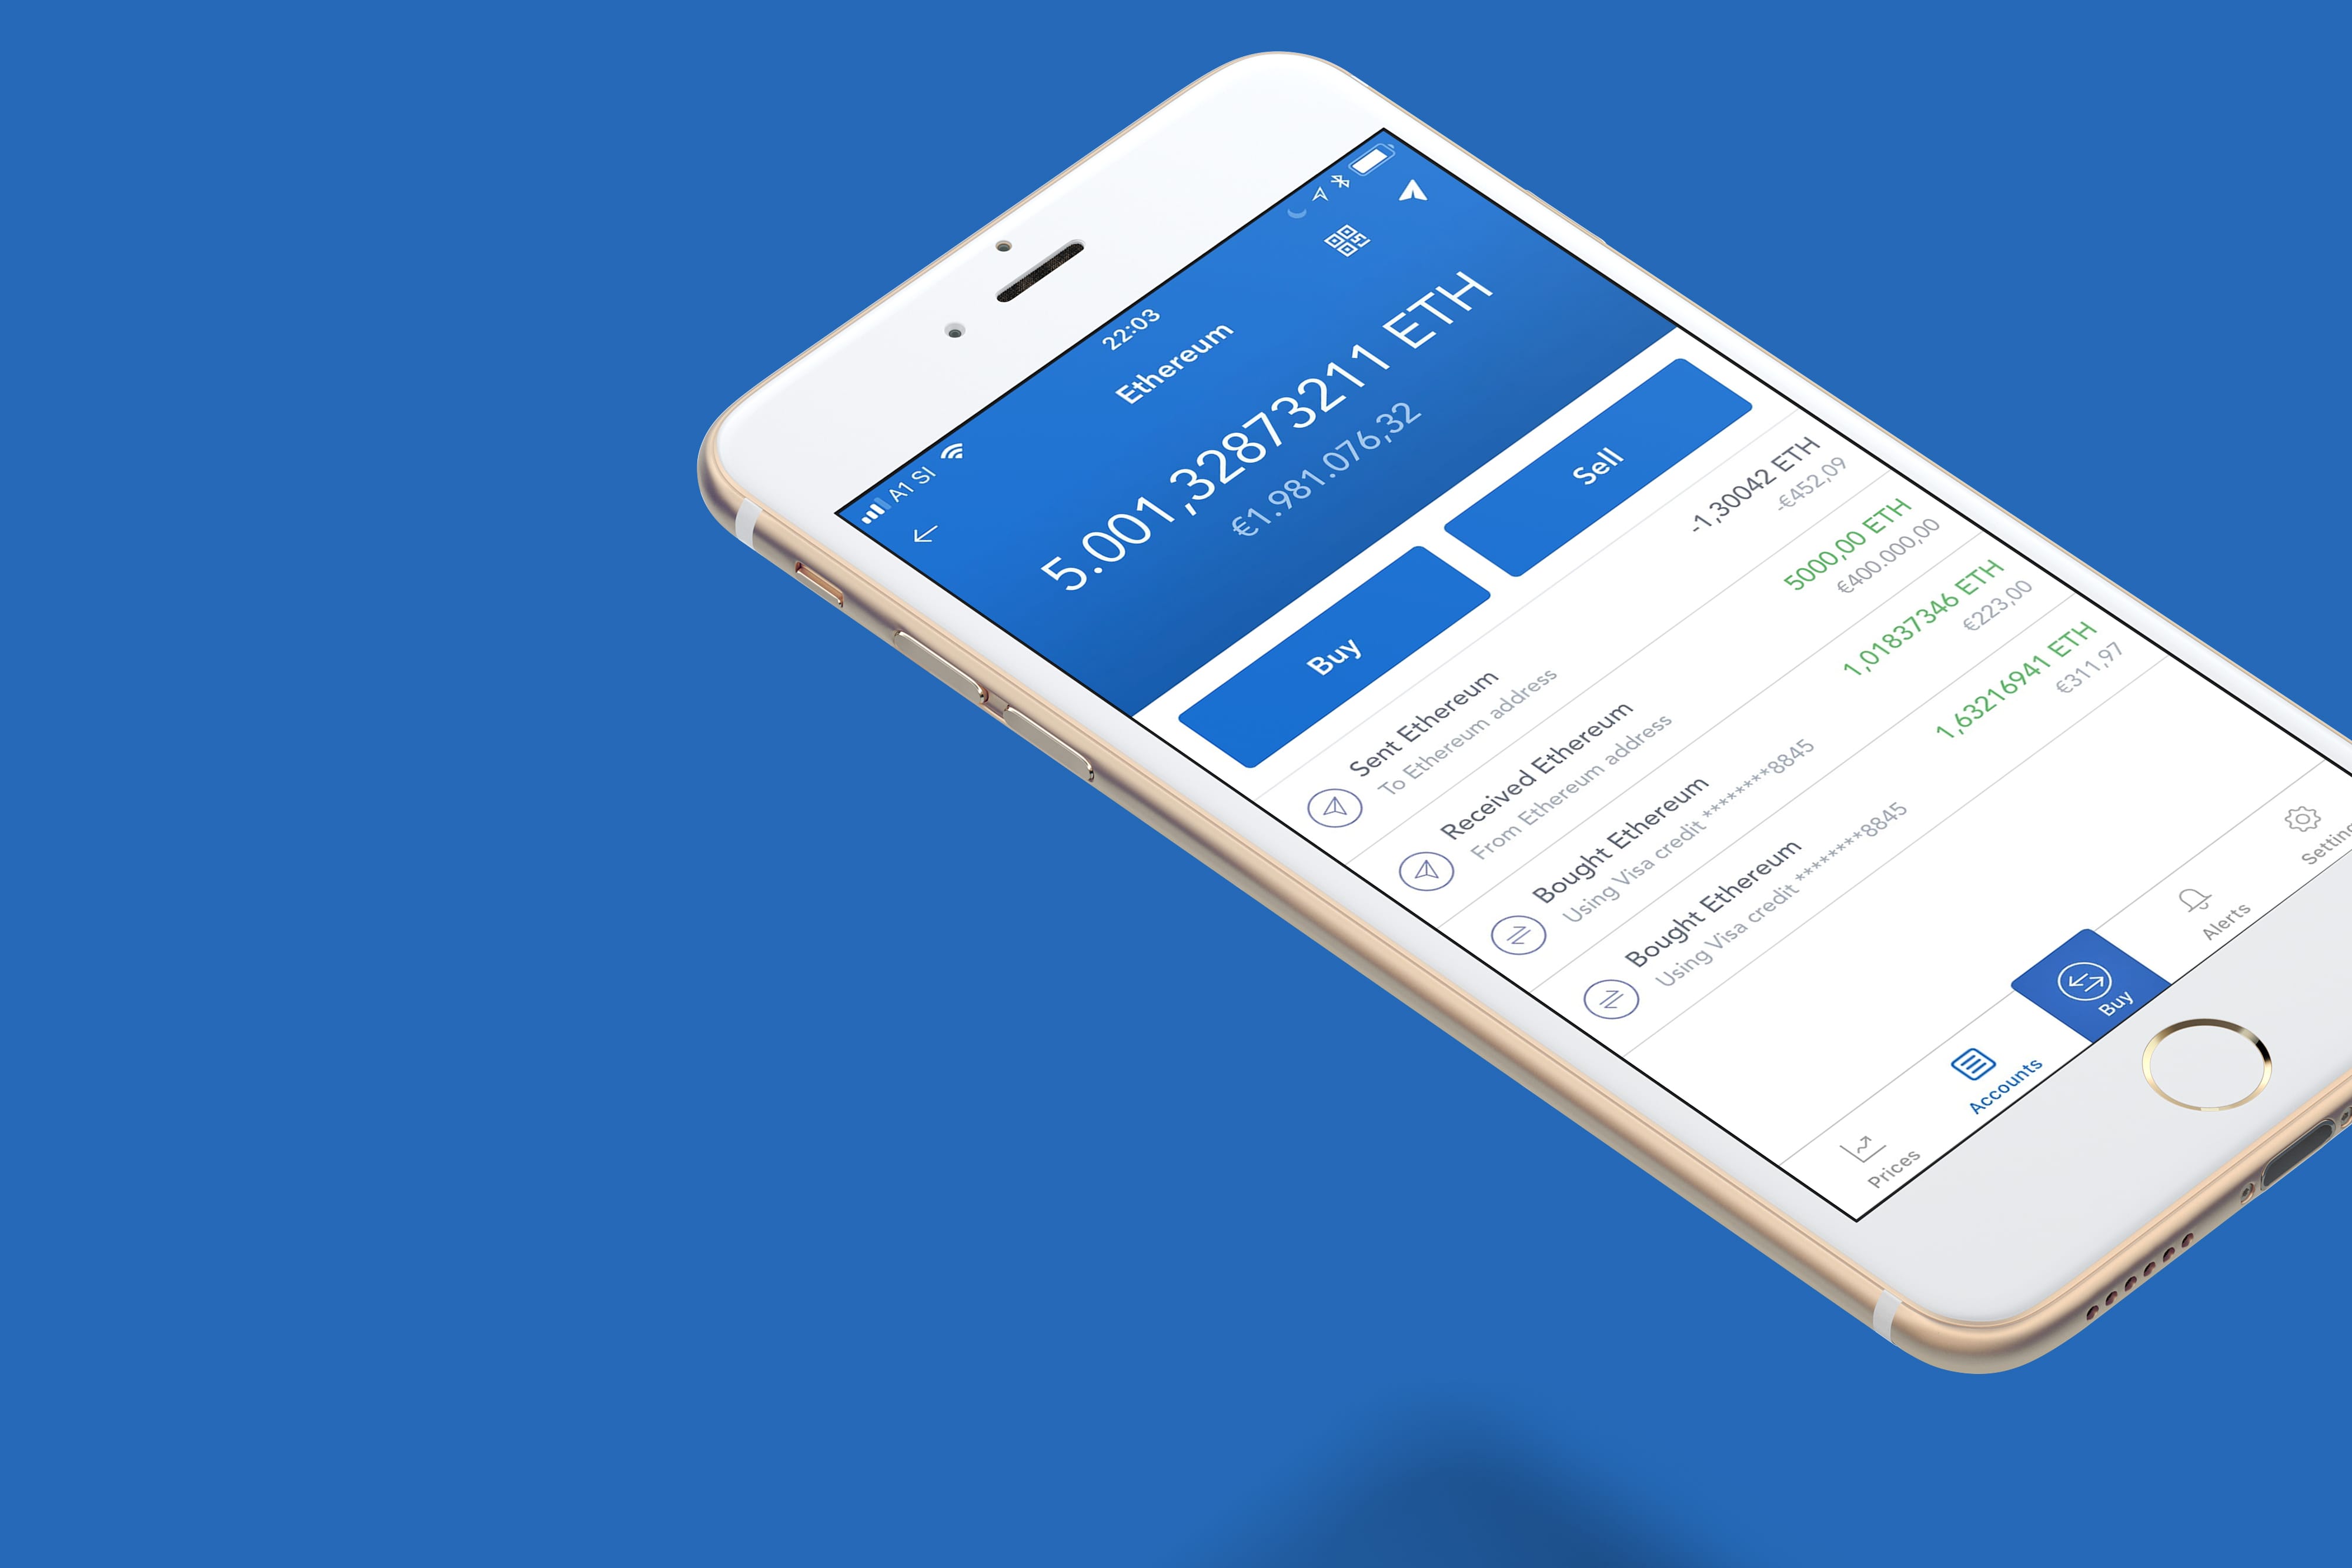 A1 SI 22:03
Ethereum
5.001,32873211 ETH
€1.981.076,32
Buy Sell
Sent Ethereum -1,30042 ETH
To Ethereum address -€452,09
Received Ethereum 5000,00 ETH
From Ethereum address €400.000,00
Bought Ethereum 1,01837346 ETH
Using Visa credit ********8845 €223,00
Bought Ethereum 1,63216941 ETH
Using Visa credit ********8845 €311,97
Prices Accounts Buy Alerts